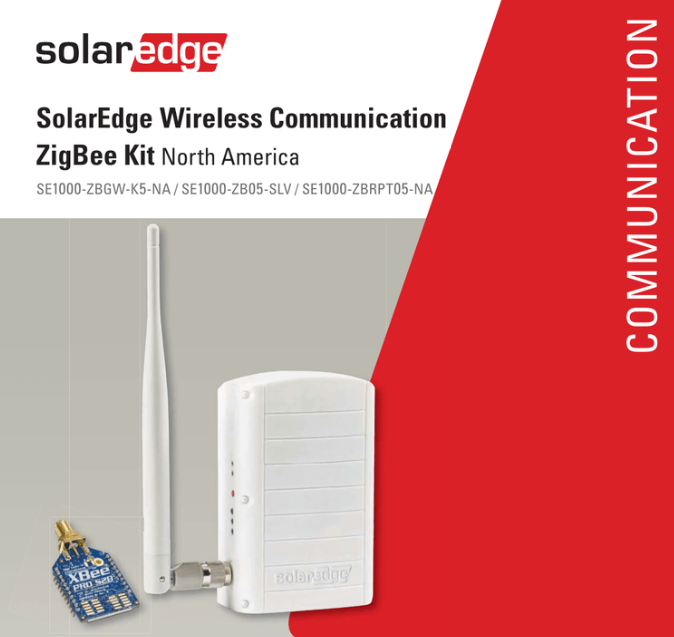 solaredge
SolarEdge Wireless Communication
ZigBee Kit North America
SE1000-ZBGW-K5-NA / SE1000-ZB05-SLV / SE1000-ZBRPT05-NA
COMMUNICATION
XBee
PRO S2B
solaredge